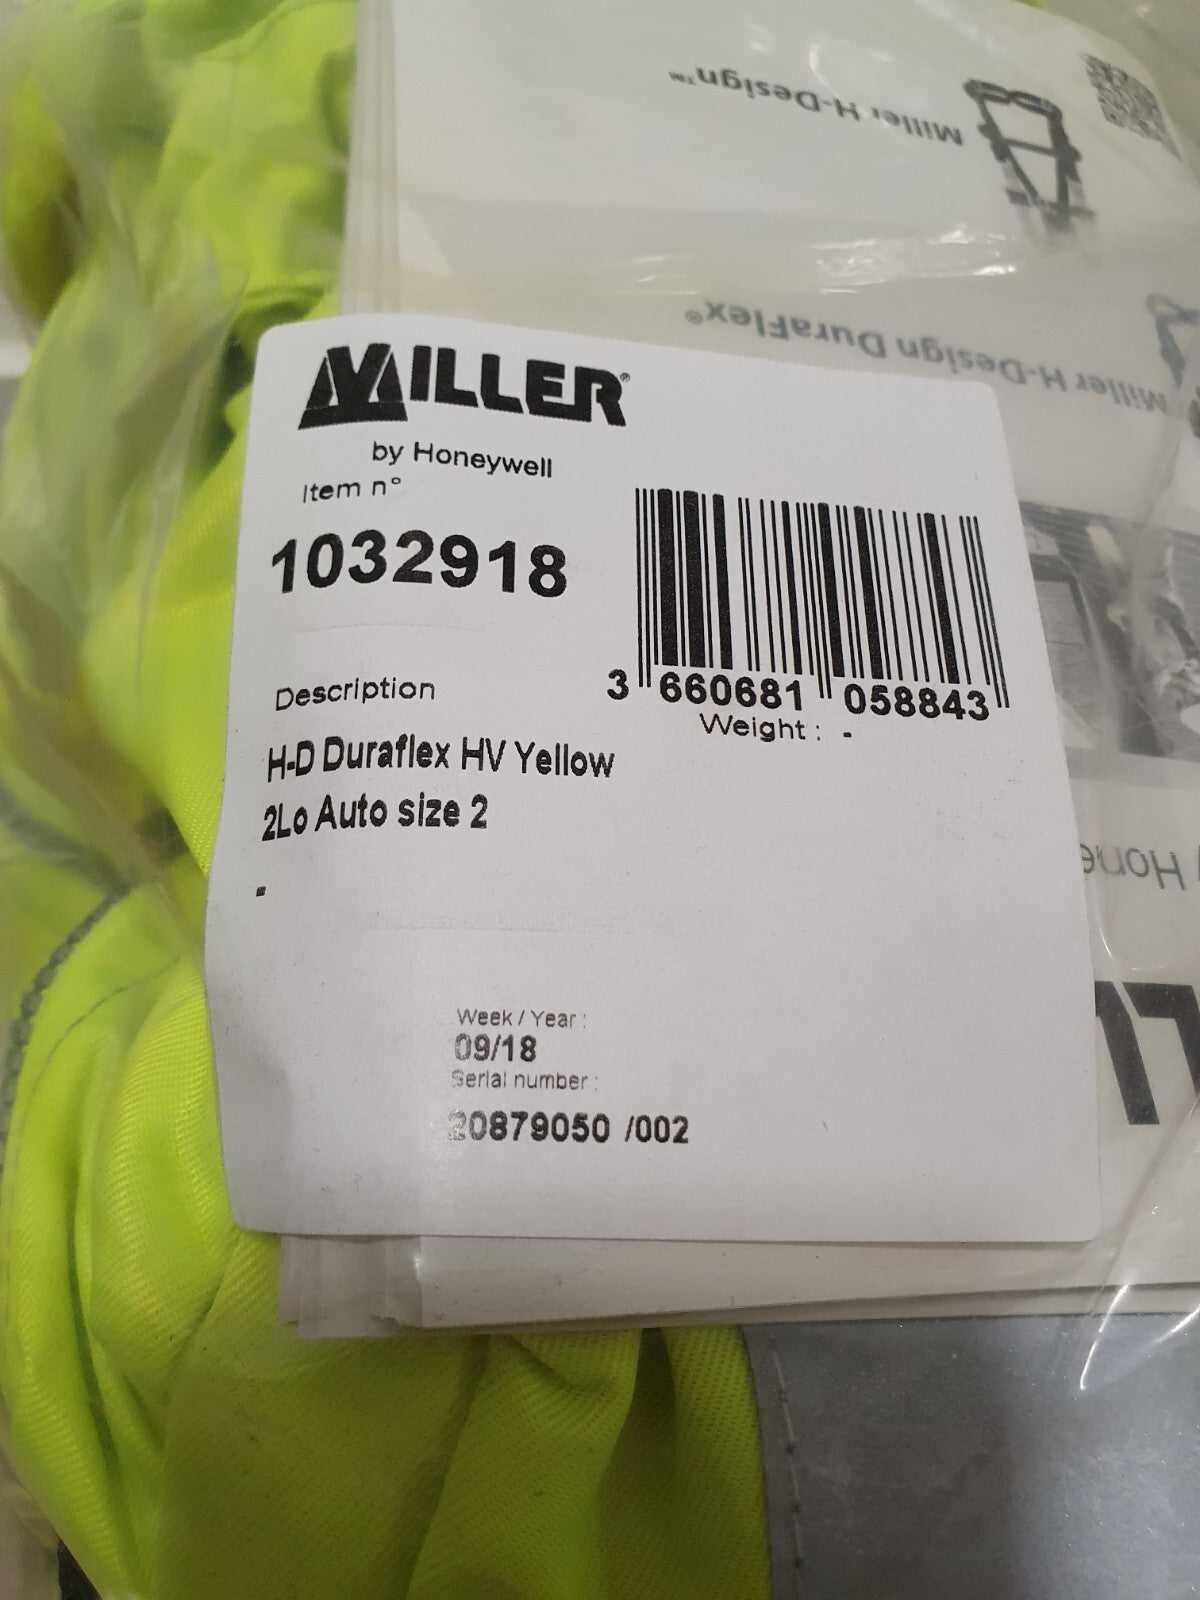 Miller H-Design™
Miller H-Design DuraFlex®
MILLER®
by Honeywell
Item n°
1032918
3 660681 058843
Weight : -
Description
H-D Duraflex HV Yellow
2Lo Auto size 2
-
Week / Year :
09/18
Serial number :
20879050 /002